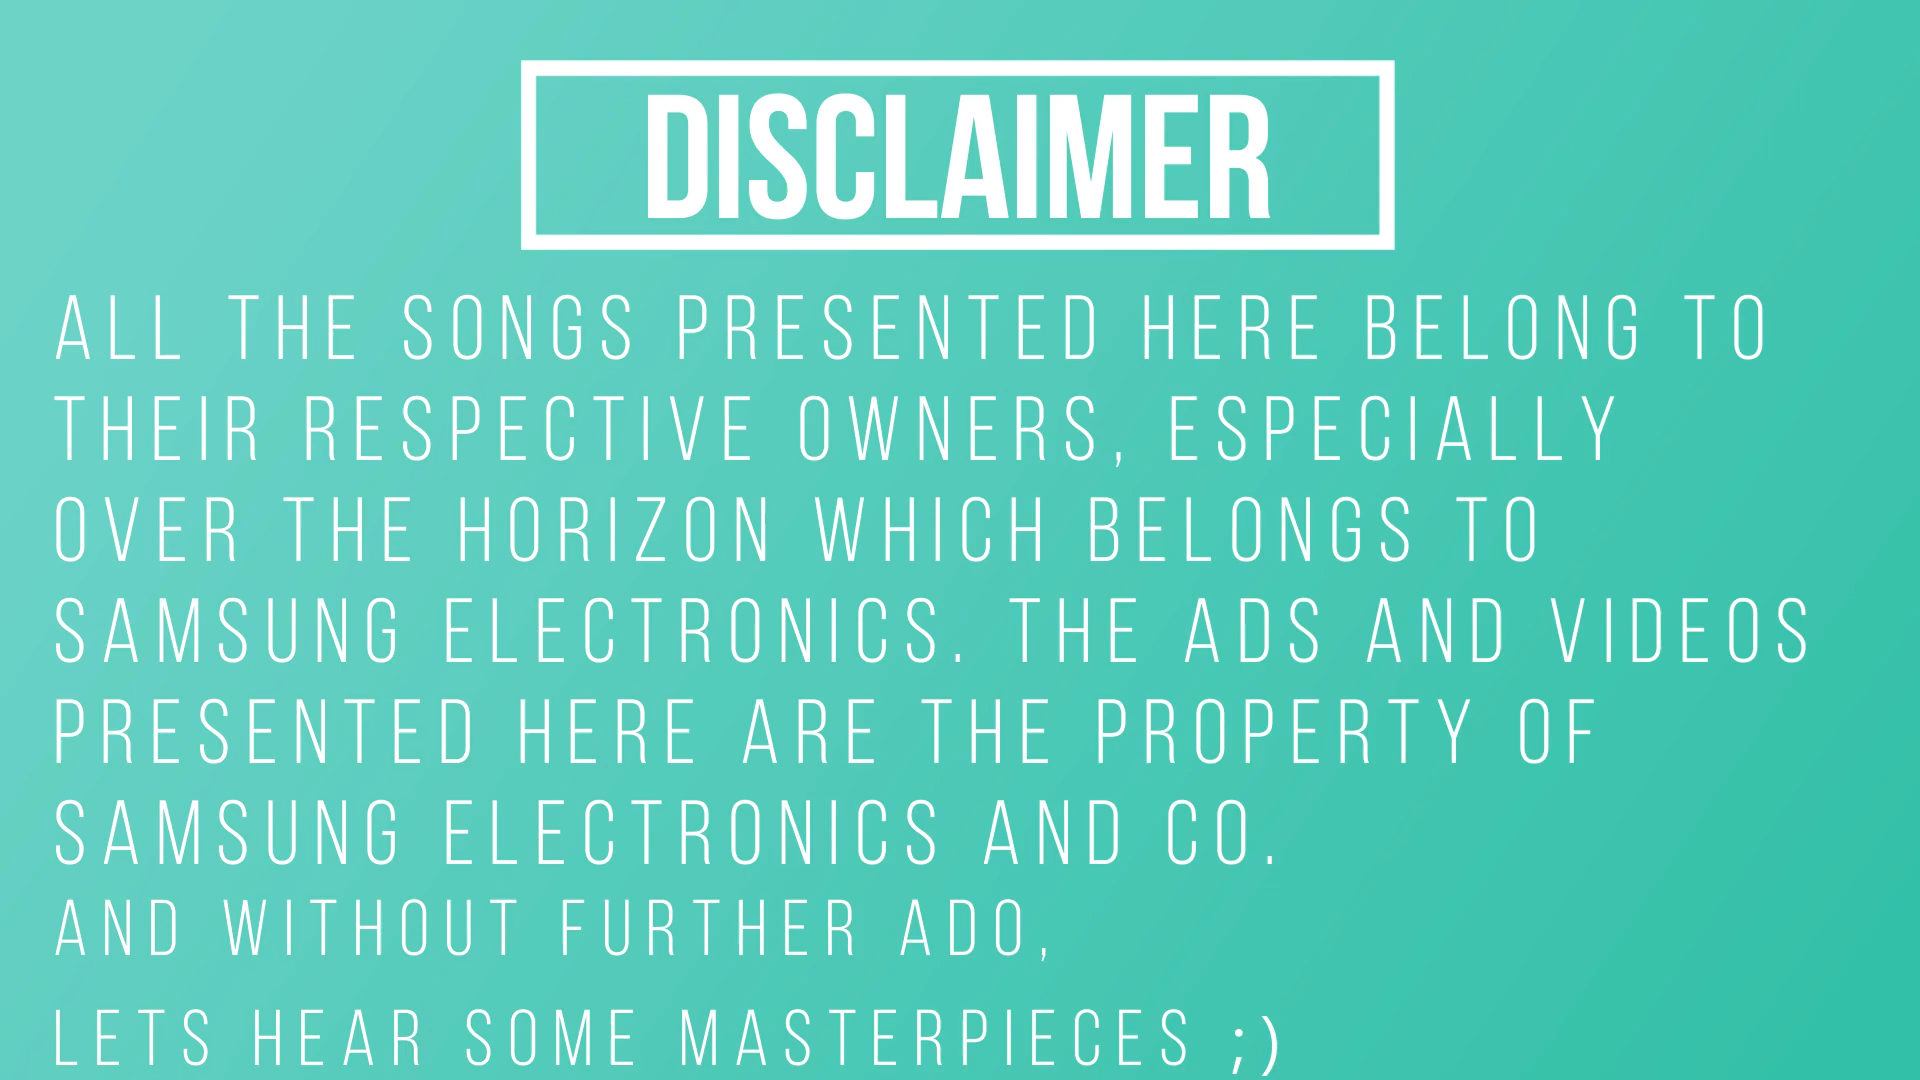 DISCLAIMER
ALL THE SONGS PRESENTED HERE BELONG TO
THEIR RESPECTIVE OWNERS, ESPECIALLY
OVER THE HORIZON WHICH BELONGS TO
SAMSUNG ELECTRONICS. THE ADS AND VIDEOS
PRESENTED HERE ARE THE PROPERTY OF
SAMSUNG ELECTRONICS AND CO.
AND WITHOUT FURTHER ADO,
LETS HEAR SOME MASTERPIECES ;)